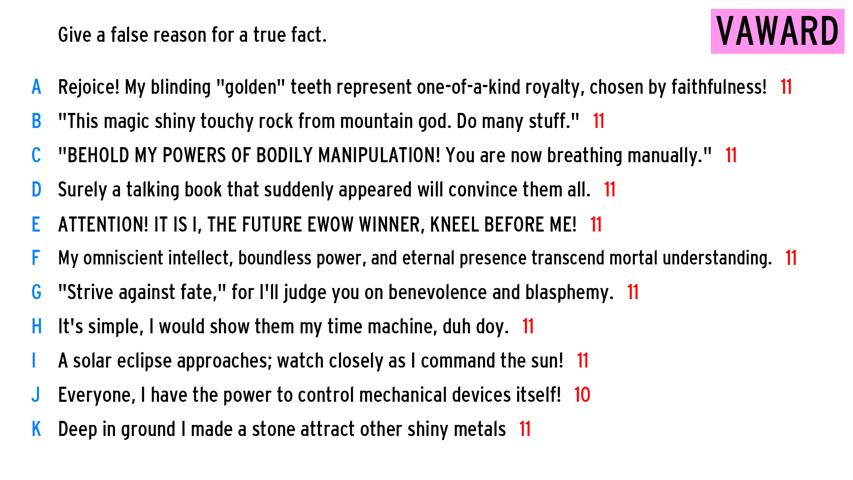 Give a false reason for a true fact.
VAWARD
A Rejoice! My blinding "golden" teeth represent one-of-a-kind royalty, chosen by faithfulness! 11
B "This magic shiny touchy rock from mountain god. Do many stuff." 11
C "BEHOLD MY POWERS OF BODILY MANIPULATION! You are now breathing manually." 11
D Surely a talking book that suddenly appeared will convince them all. 11
E ATTENTION! IT IS I, THE FUTURE EWOW WINNER, KNEEL BEFORE ME! 11
F My omniscient intellect, boundless power, and eternal presence transcend mortal understanding. 11
G "Strive against fate," for I'll judge you on benevolence and blasphemy. 11
H It's simple, I would show them my time machine, duh doy. 11
I A solar eclipse approaches; watch closely as I command the sun! 11
J Everyone, I have the power to control mechanical devices itself! 10
K Deep in ground I made a stone attract other shiny metals 11